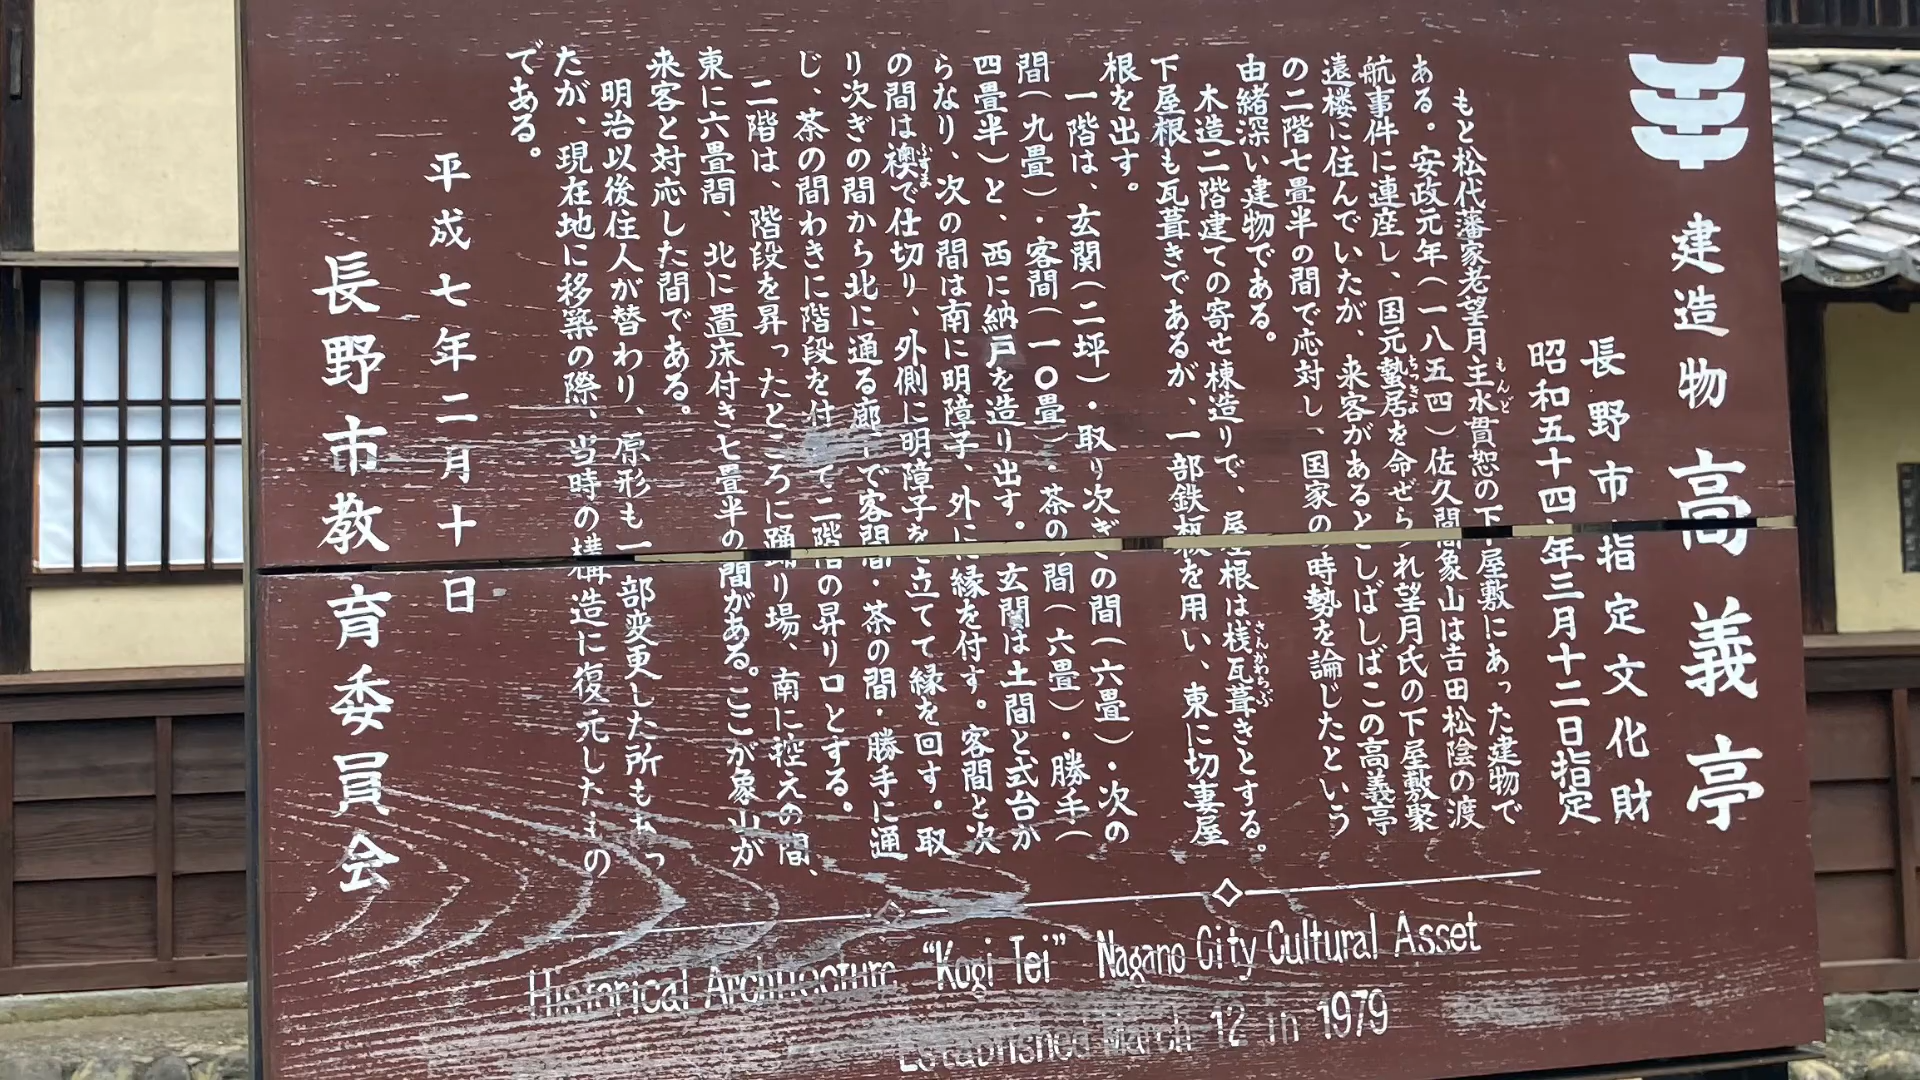 建造物 高義亭
長野市指定文化財
昭和五十四年三月十二日指定
もと松代藩家老望月主水貫恕の下屋敷にあった建物で
ある。安政元年(一八五四)佐久間象山は吉田松陰の渡
航事件に連座し、国元蟄居を命ぜられ望月氏の下屋敷聚
遠楼に住んでいたが、来客があるとしばしばこの高義亭
の二階七畳半の間で応対し、国家の時勢を論じたという
由緒深い建物である。
木造二階建ての寄せ棟造りで、屋根は桟瓦葺きとする。
下屋根も瓦葺きであるが、一部鉄板を用い、東に切妻屋
根を出す。
一階は、玄関(二坪)・取り次ぎの間(六畳)・次の
間(九畳)・客間(一〇畳)・茶の間(六畳)・勝手(
四畳半)と、西に納戸を造り出す。玄関は土間と式台か
らなり、次の間は南に明障子、外に縁を付す。客間と次
の間は襖で仕切り、外側に明障子を立てて縁を回す。取
り次ぎの間から北に通る廊下で客間・茶の間・勝手に通
じ、茶の間わきに階段を付して二階の昇り口とする。
二階は、階段を昇ったところに踊り場、南に控えの間、
東に六畳間、北に置床付き七畳半の間がある。ここが象山が
来客と対応した間である。
明治以後住人が替わり、原形も一部変更した所もあっ
たが、現在地に移築の際、当時の構造に復元したもの
である。
平成七年二月十日
長野市教育委員会
Historical Architecture "Kogi Tei" Nagano City Cultural Asset
Established March 12 in 1979